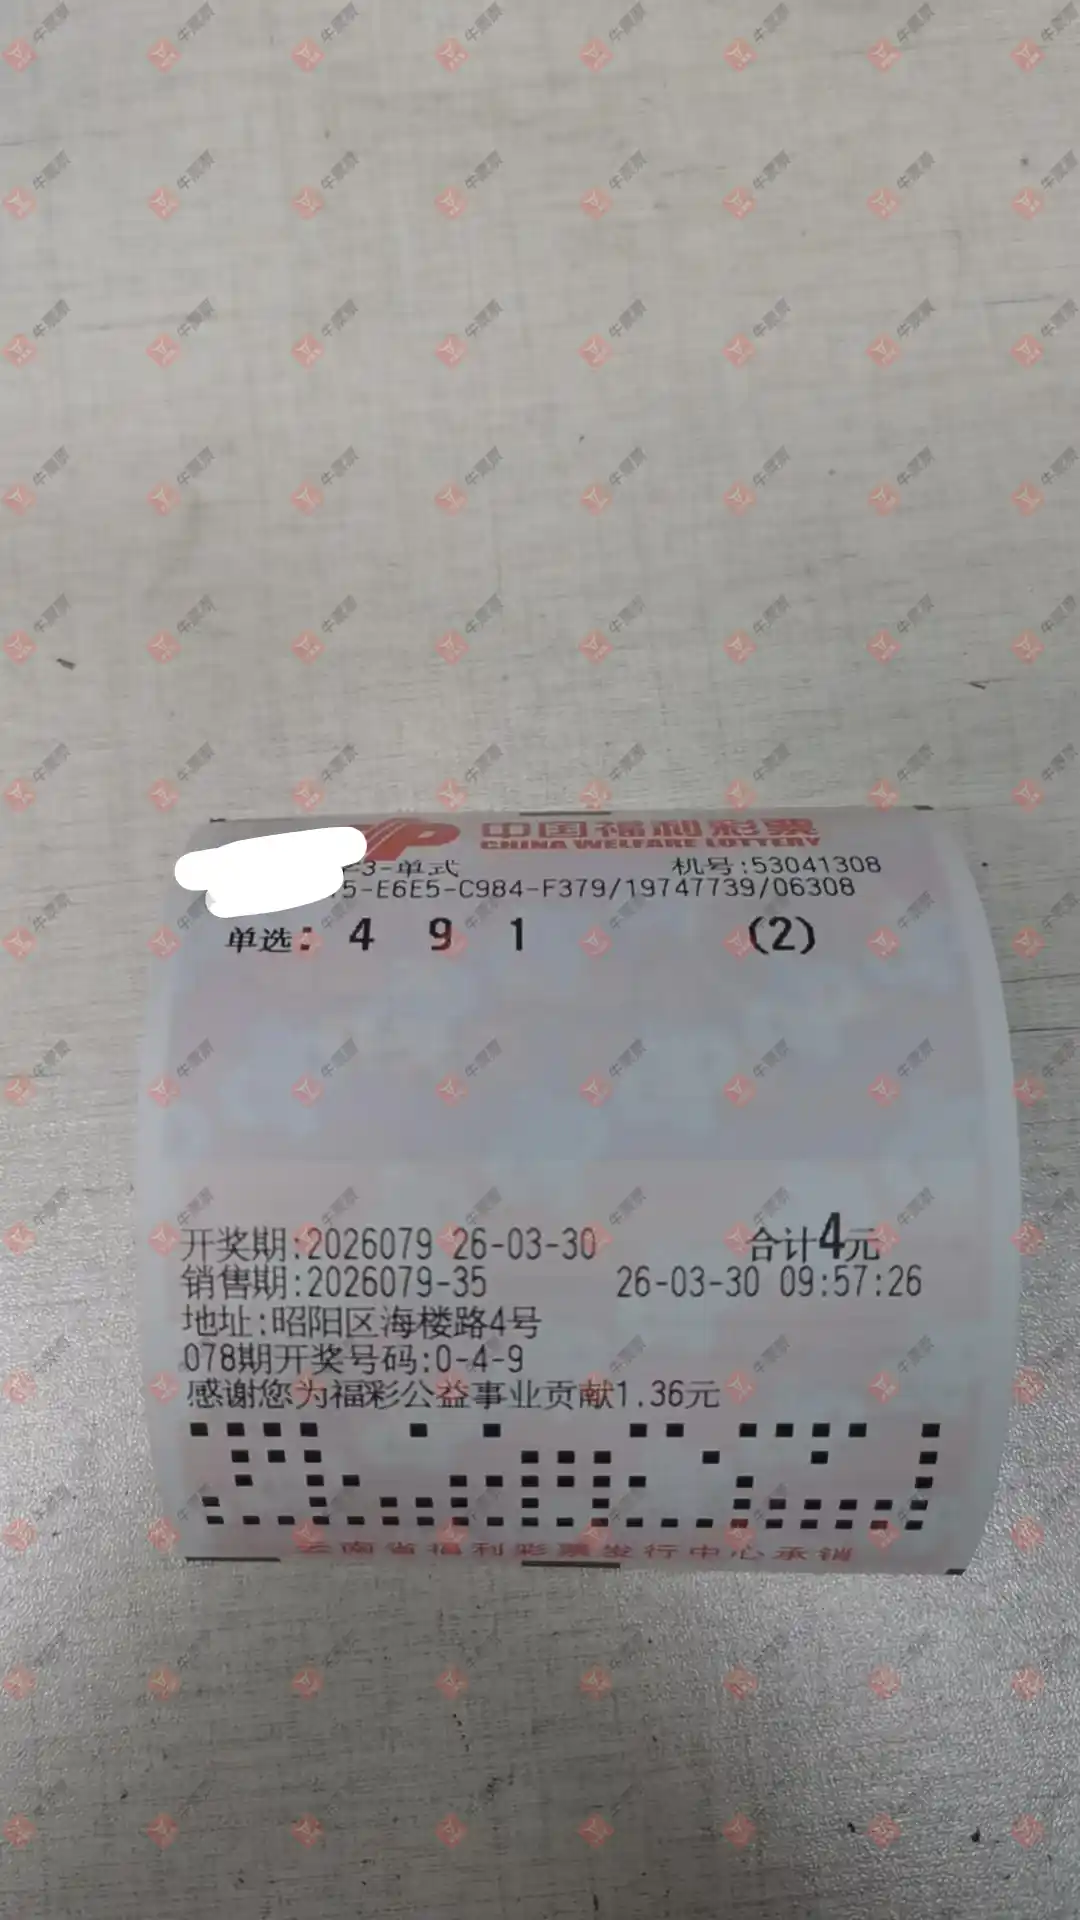 中国福利彩票
CHINA WELFARE LOTTERY
3-单式 机号:53041308
5-E6E5-C984-F379/19747739/06308
单选: 4 9 1 (2)
开奖期:2026079 26-03-30 合计4元
销售期:2026079-35 26-03-30 09:57:26
地址:昭阳区海楼路4号
078期开奖号码:0-4-9
感谢您为福彩公益事业贡献1.36元
云南省福利彩票发行中心承销